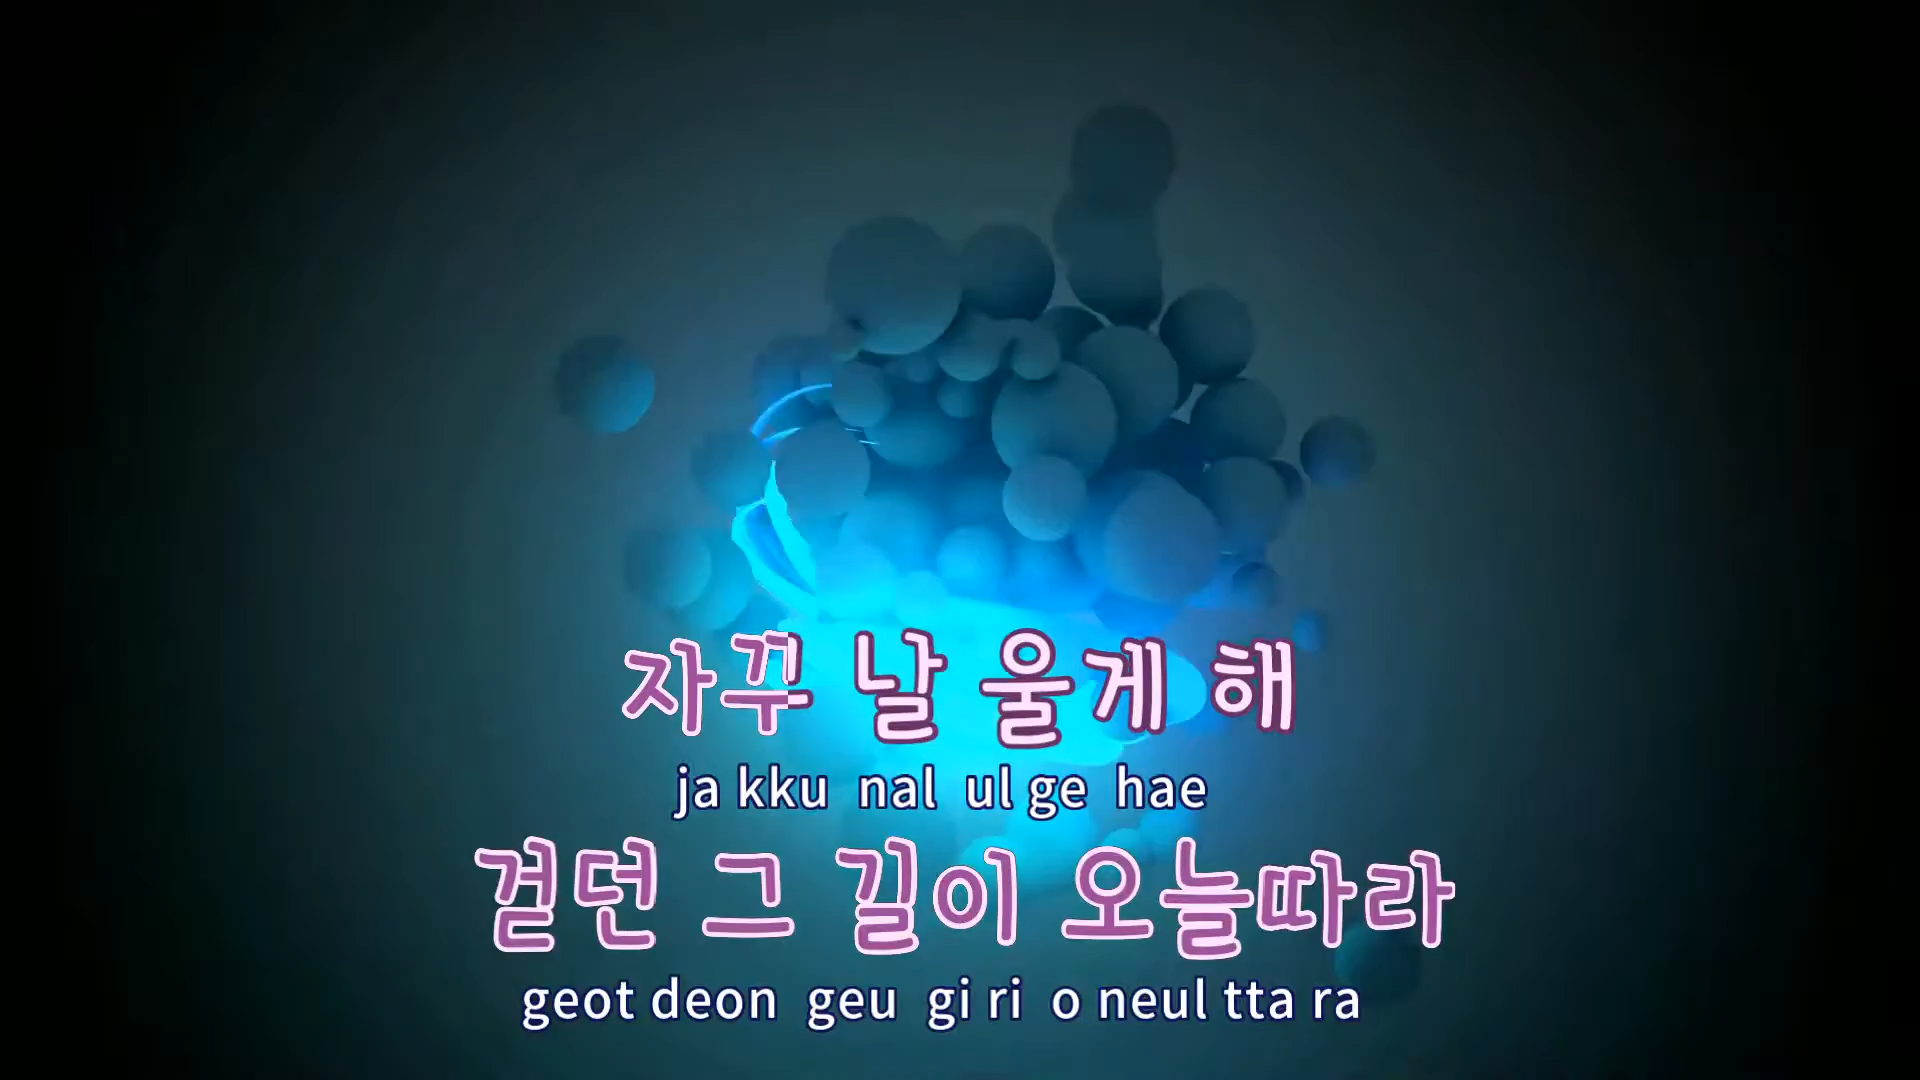 자꾸 날 울게 해
ja kku nal ul ge hae
걷던 그 길이 오늘따라
geot deon geu gi ri o neul tta ra